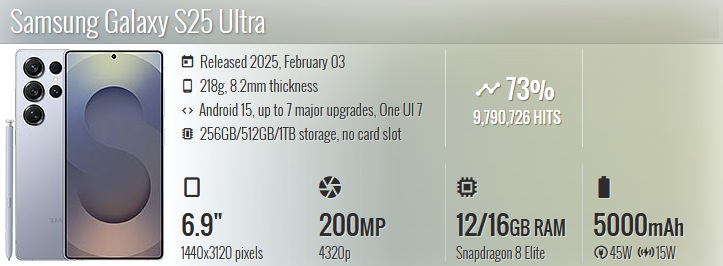 Samsung Galaxy S25 Ultra
Released 2025, February 03
218g, 8.2mm thickness
Android 15, up to 7 major upgrades, One UI 7
256GB/512GB/1TB storage, no card slot
73%
9,790,726 HITS
6.9"
1440x3120 pixels
200MP
4320p
12/16GB RAM
Snapdragon 8 Elite
5000mAh
45W 15W